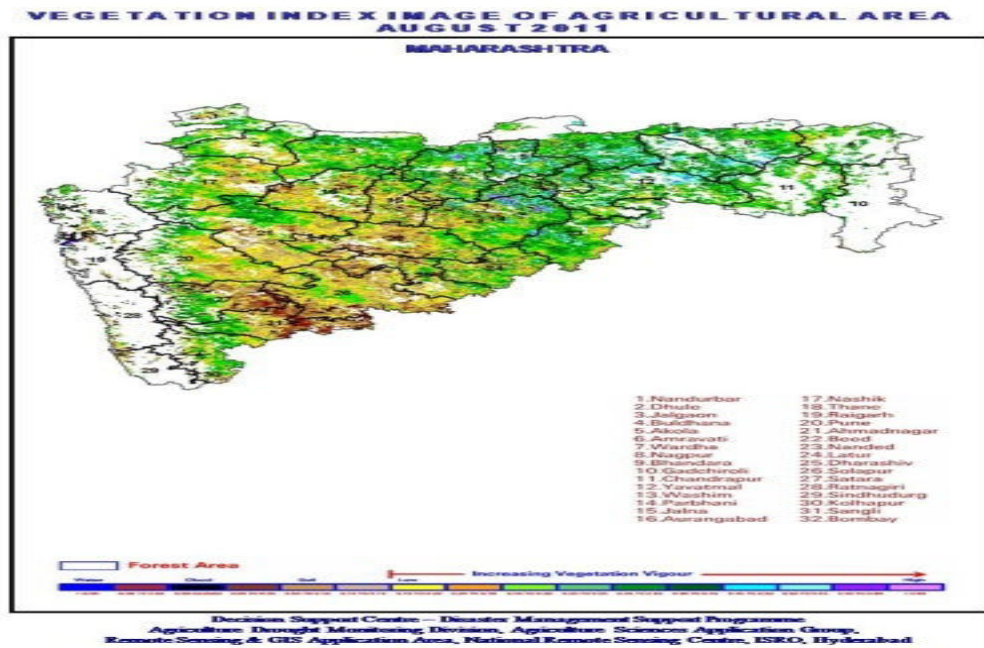 VEGETATION INDEX IMAGE OF AGRICULTURAL AREA
AUGUST 2011
MAHARASHTRA
1.Nandurbar
2.Dhule
3.Jalgaon
4.Buldhana
5.Akola
6.Amravati
7.Wardha
8.Nagpur
9.Bhandara
10.Gadchiroli
11.Chandrapur
12.Yavatmal
13.Washim
14.Parbhani
15.Jalna
16.Aurangabad
17.Nashik
18.Thane
19.Raigarh
20.Pune
21.Ahmadnagar
22.Beed
23.Nanded
24.Latur
25.Dharashiv
26.Solapur
27.Satara
28.Ratnagiri
29.Sindhudurg
30.Kolhapur
31.Sangli
32.Bombay
Forest Area
Increasing Vegetation Vigour
Water Cloud Soil Low High
Decision Support Centre – Disaster Management Support Programme
Agriculture Drought Monitoring Division, Agriculture Sciences Application Group,
Remote Sensing & GIS Applications Area, National Remote Sensing Centre, ISRO, Hyderabad